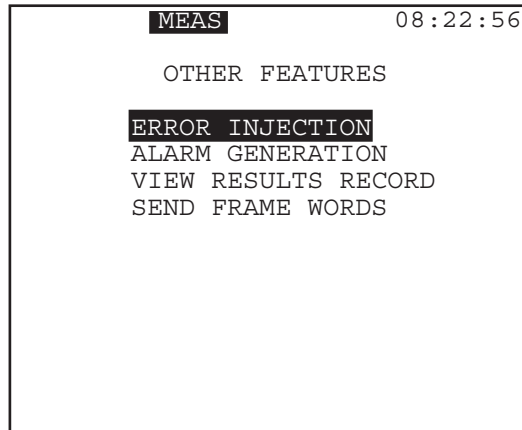 MEAS 08:22:56
OTHER FEATURES
ERROR INJECTION
ALARM GENERATION
VIEW RESULTS RECORD
SEND FRAME WORDS